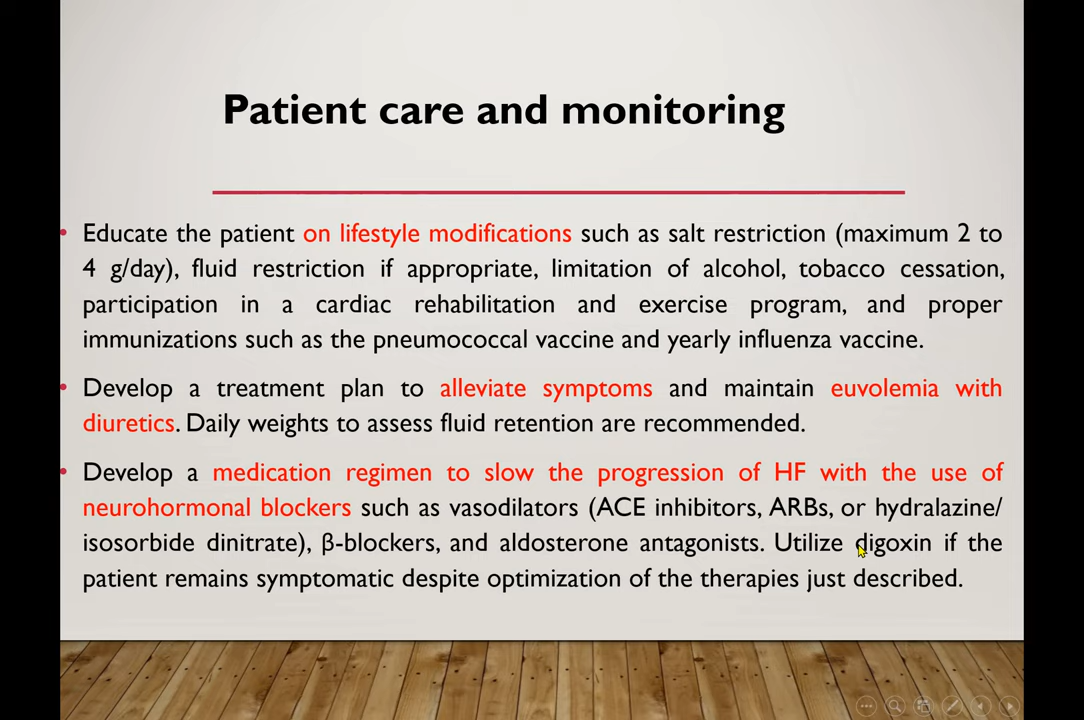 Patient care and monitoring
• Educate the patient on lifestyle modifications such as salt restriction (maximum 2 to
4 g/day), fluid restriction if appropriate, limitation of alcohol, tobacco cessation,
participation in a cardiac rehabilitation and exercise program, and proper
immunizations such as the pneumococcal vaccine and yearly influenza vaccine.
• Develop a treatment plan to alleviate symptoms and maintain euvolemia with
diuretics. Daily weights to assess fluid retention are recommended.
• Develop a medication regimen to slow the progression of HF with the use of
neurohormonal blockers such as vasodilators (ACE inhibitors, ARBs, or hydralazine/
isosorbide dinitrate), β-blockers, and aldosterone antagonists. Utilize digoxin if the
patient remains symptomatic despite optimization of the therapies just described.